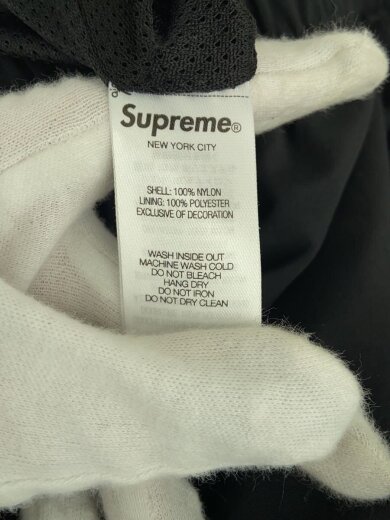 Supreme®
NEW YORK CITY
SHELL: 100% NYLON
LINING: 100% POLYESTER
EXCLUSIVE OF DECORATION
WASH INSIDE OUT
MACHINE WASH COLD
DO NOT BLEACH
HANG DRY
DO NOT IRON
DO NOT DRY CLEAN